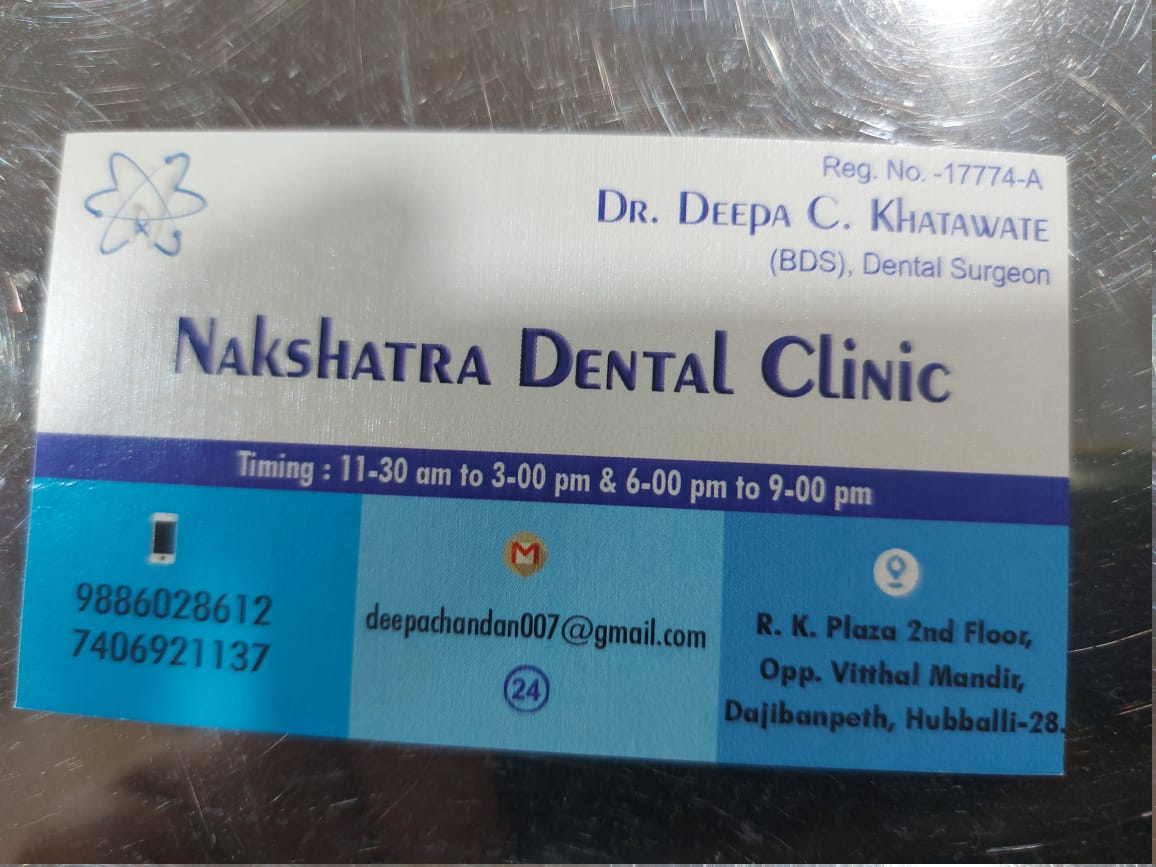 Reg. No. -17774-A
Dr. Deepa C. Khatawate
(BDS), Dental Surgeon
Nakshatra Dental Clinic
Timing : 11-30 am to 3-00 pm & 6-00 pm to 9-00 pm
9886028612
7406921137
deepachandan007@gmail.com
24
R. K. Plaza 2nd Floor,
Opp. Vitthal Mandir,
Dajibanpeth, Hubballi-28.